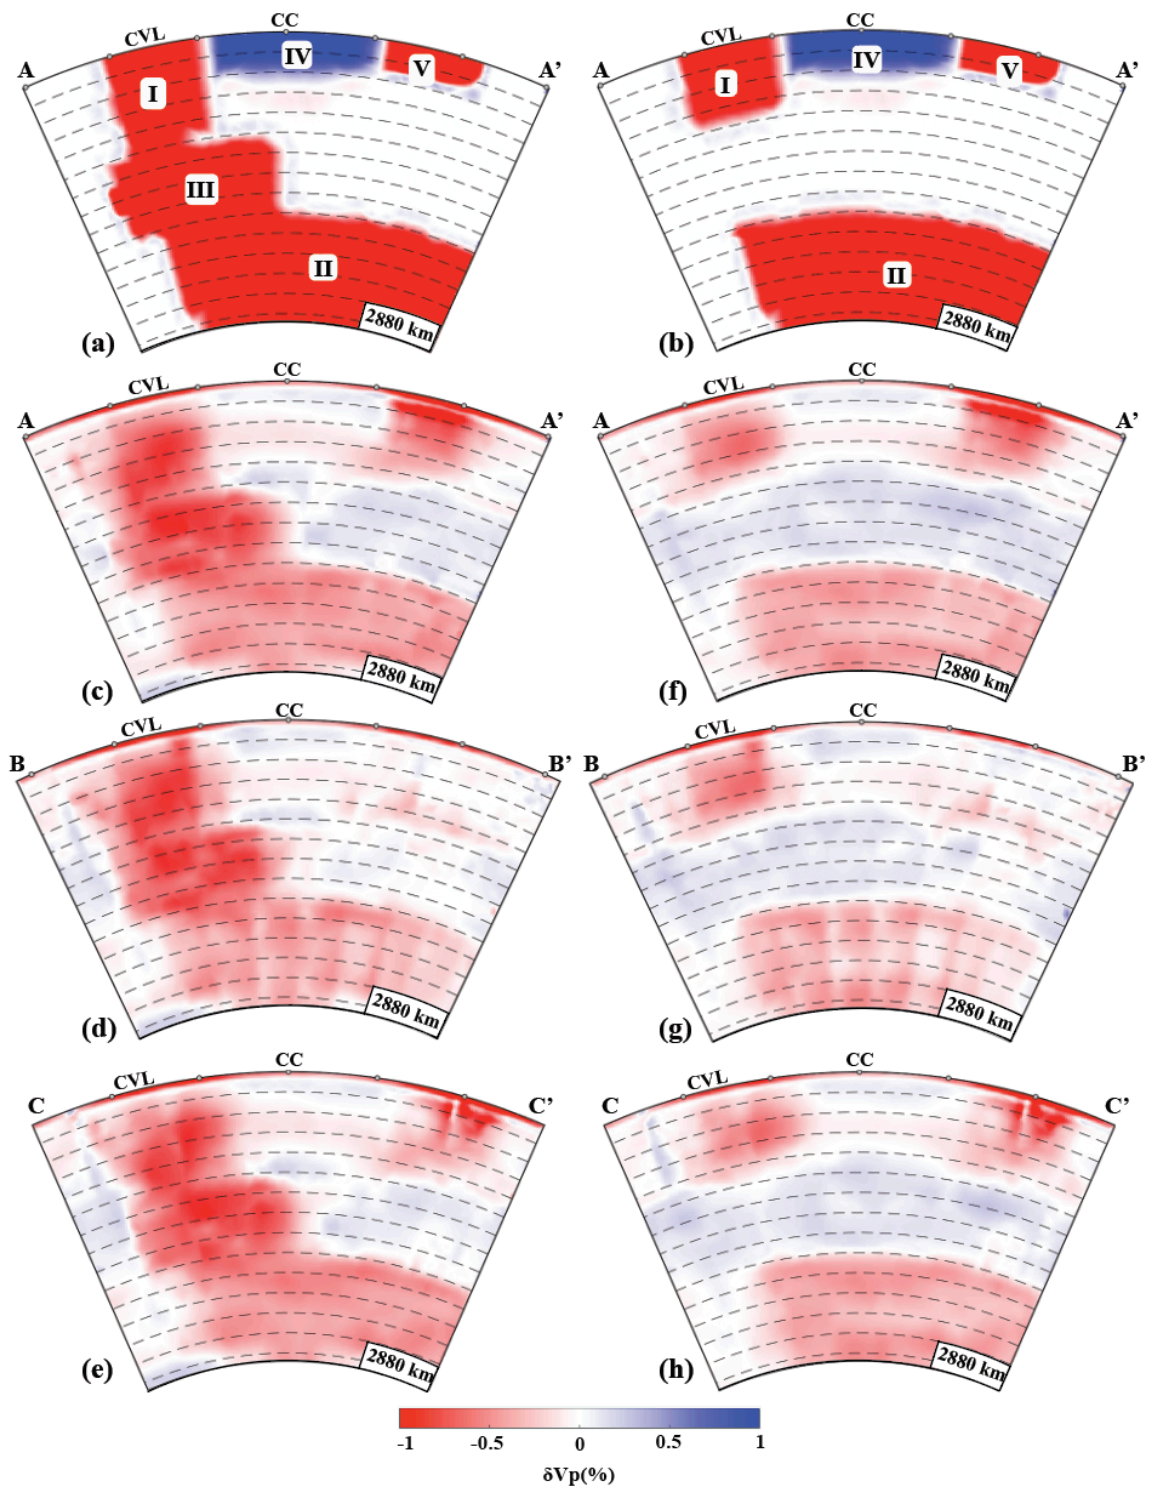 CC CC
CVL CVL
A A’ A A’
I IV V I IV V
III
II II
2880 km 2880 km
(a) (b)
CC CC
CVL CVL
A A’ A A’
2880 km 2880 km
(c) (f)
CC CC
CVL CVL
B B’ B B’
2880 km 2880 km
(d) (g)
CC CC
CVL CVL
C C’ C C’
2880 km 2880 km
(e) (h)
-1 -0.5 0 0.5 1
δVp(%)